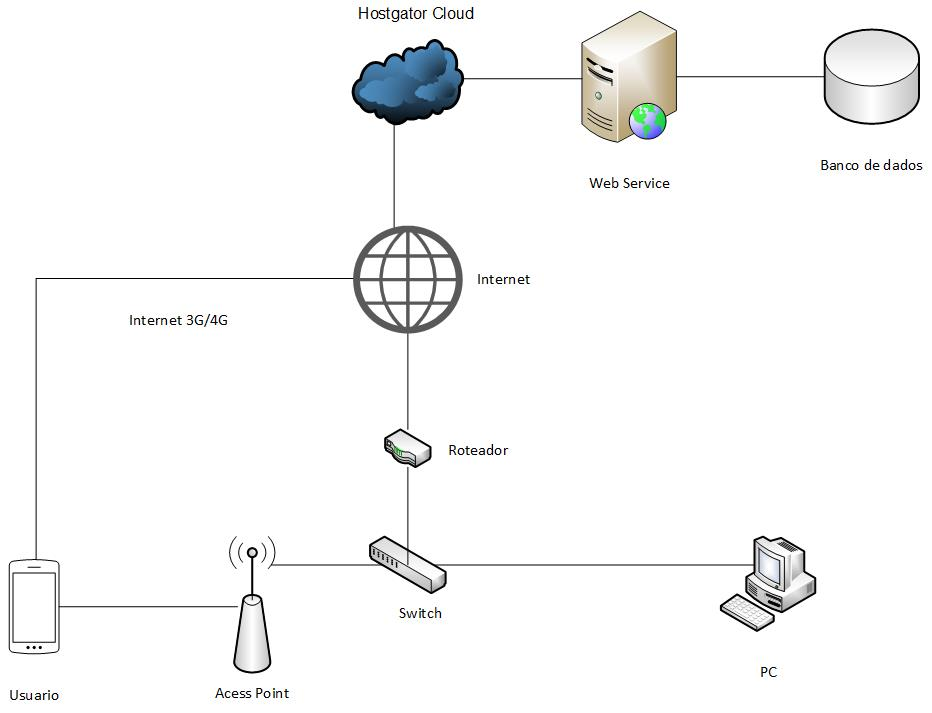 Hostgator Cloud
Banco de dados
Web Service
Internet
Internet 3G/4G
Roteador
Switch
PC
Usuario
Acess Point